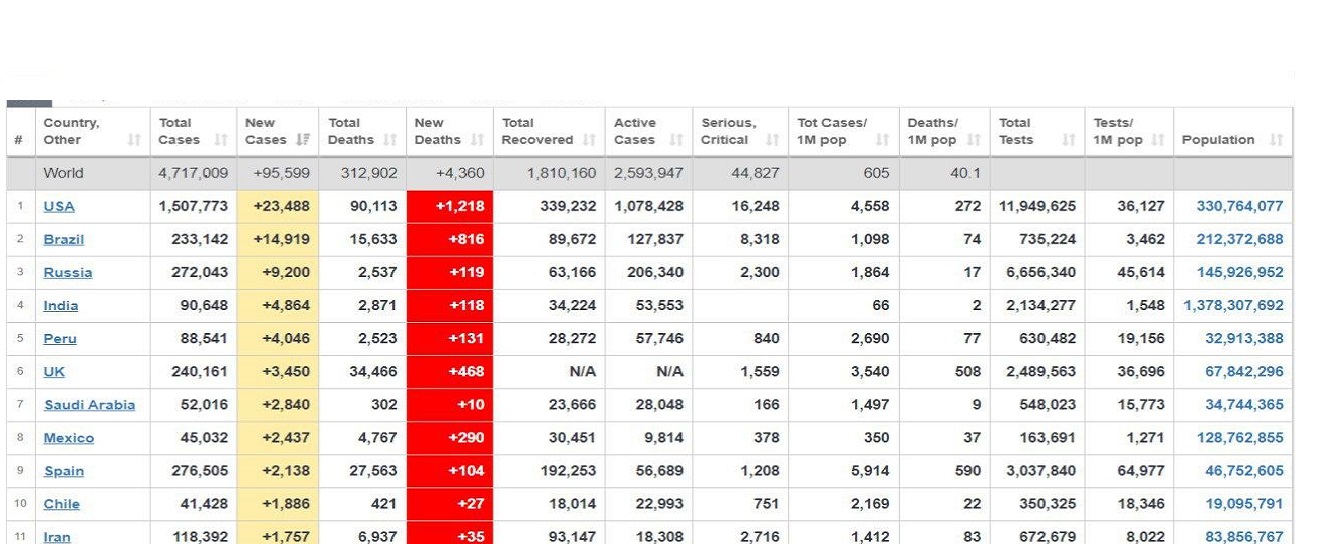 # Country, Other Total Cases New Cases Total Deaths New Deaths Total Recovered Active Cases Serious, Critical Tot Cases/ 1M pop Deaths/ 1M pop Total Tests Tests/ 1M pop Population
World 4,717,009 +95,599 312,902 +4,360 1,810,160 2,593,947 44,827 605 40.1
1 USA 1,507,773 +23,488 90,113 +1,218 339,232 1,078,428 16,248 4,558 272 11,949,625 36,127 330,764,077
2 Brazil 233,142 +14,919 15,633 +816 89,672 127,837 8,318 1,098 74 735,224 3,462 212,372,688
3 Russia 272,043 +9,200 2,537 +119 63,166 206,340 2,300 1,864 17 6,656,340 45,614 145,926,952
4 India 90,648 +4,864 2,871 +118 34,224 53,553 66 2 2,134,277 1,548 1,378,307,692
5 Peru 88,541 +4,046 2,523 +131 28,272 57,746 840 2,690 77 630,482 19,156 32,913,388
6 UK 240,161 +3,450 34,466 +468 N/A N/A 1,559 3,540 508 2,489,563 36,696 67,842,296
7 Saudi Arabia 52,016 +2,840 302 +10 23,666 28,048 166 1,497 9 548,023 15,773 34,744,365
8 Mexico 45,032 +2,437 4,767 +290 30,451 9,814 378 350 37 163,691 1,271 128,762,855
9 Spain 276,505 +2,138 27,563 +104 192,253 56,689 1,208 5,914 590 3,037,840 64,977 46,752,605
10 Chile 41,428 +1,886 421 +27 18,014 22,993 751 2,169 22 350,325 18,346 19,095,791
11 Iran 118,392 +1,757 6,937 +35 93,147 18,308 2,716 1,412 83 672,679 8,022 83,856,767